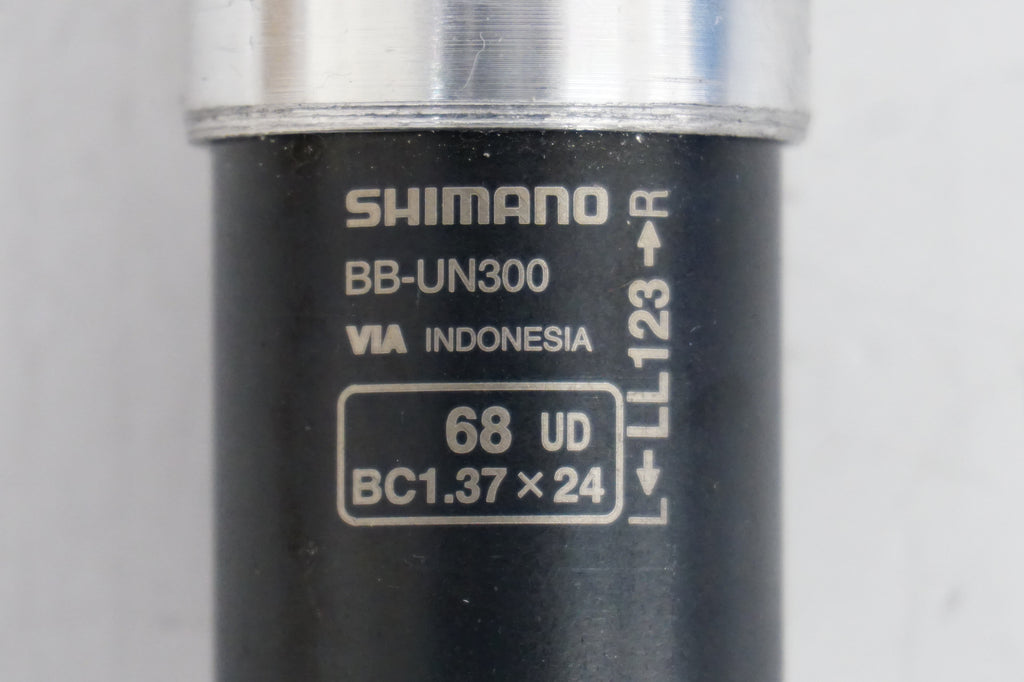 SHIMANO
BB-UN300
VIA INDONESIA
68 UD
BC1.37 × 24
L ← LL123 → R